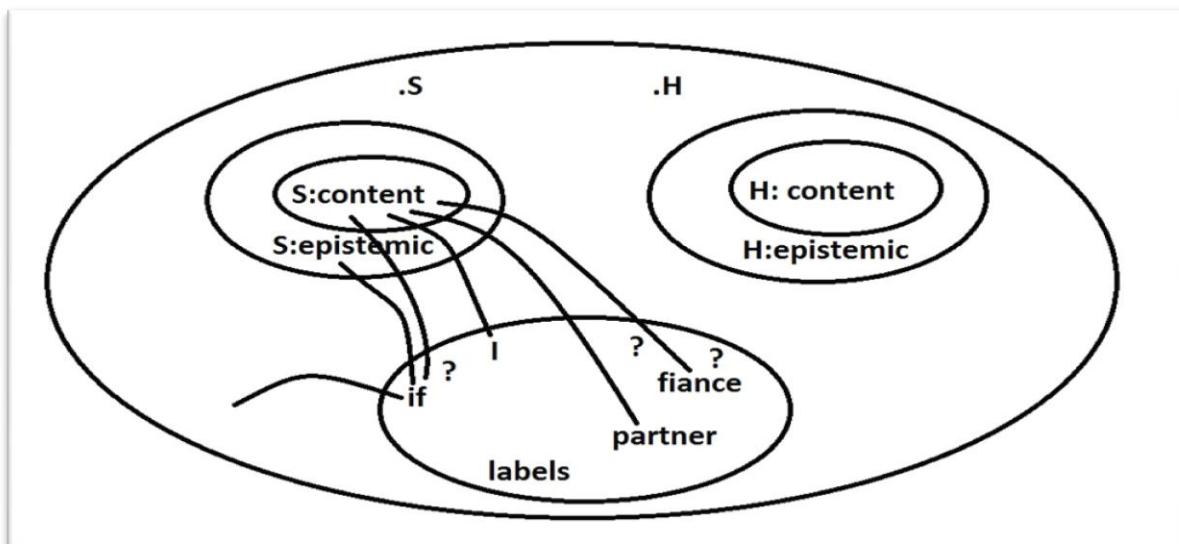 .S .H
S:content H: content
S:epistemic H:epistemic
? I ? ?
if fiance
partner
labels